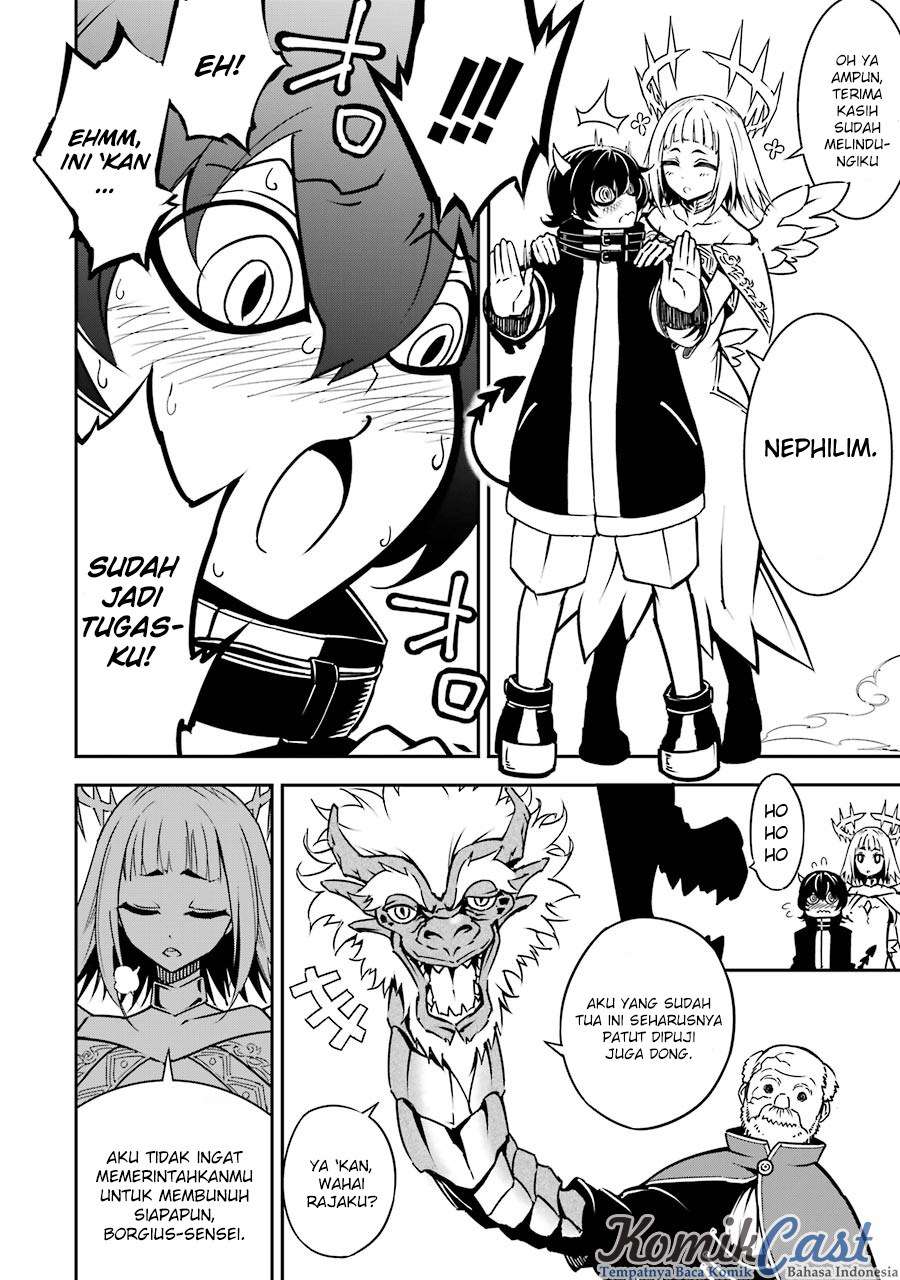 OH YA
AMPUN,
TERIMA
KASIH
SUDAH
MELINDU-
NGIKU
NEPHILIM.
!!!
EH!
EHMM,
INI 'KAN
...
SUDAH
JADI
TUGAS-
KU!
HO
HO
HO
AKU YANG SUDAH
TUA INI SEHARUSNYA
PATUT DIPUJI
JUGA DONG.
YA 'KAN,
WAHAI
RAJAKU?
AKU TIDAK INGAT
MEMERINTAHKANMU
UNTUK MEMBUNUH
SIAPAPUN,
BORGIUS-SENSEI.
KomikCast
Tempatnya Baca Komik Bahasa Indonesia